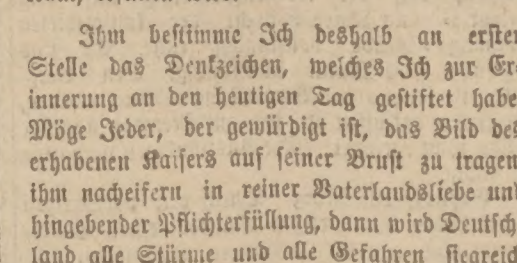 Ihm bestimme Ich deshalb an erster
Stelle das Denkzeichen, welches Ich zur Er-
innerung an den heutigen Tag gestiftet habe.
Möge Jeder, der gewürdigt ist, das Bild des
erhabenen Kaisers auf seiner Brust zu tragen,
ihm nacheifern in reiner Vaterlandsliebe und
hingebender Pflichterfüllung, dann wird Deutsch-
land alle Stürme und alle Gefahren siegreich